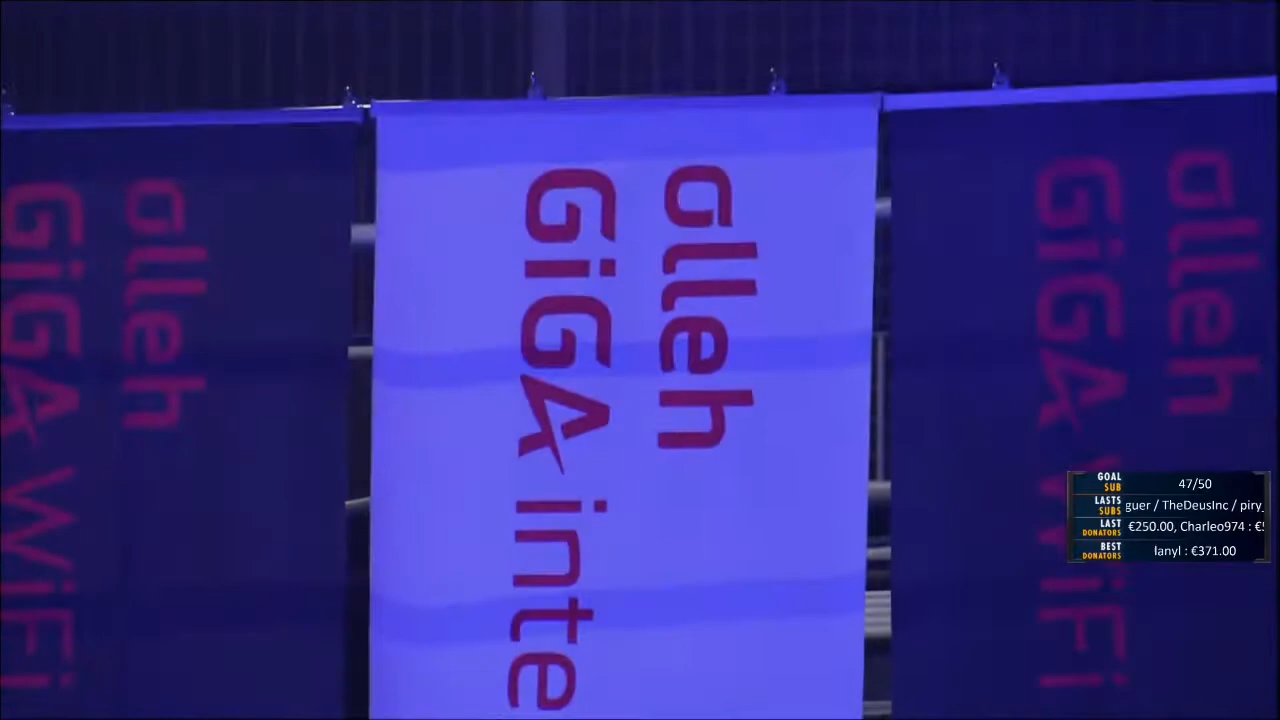 olleh
GiGA WiFi
olleh
GiGA inte
olleh
GiGA WiFi
GOAL SUB 47/50
LASTS SUBS guer / TheDeusInc / piry_
LAST DONATORS €250.00, Charleo974 : €
BEST DONATORS lanyl : €371.00